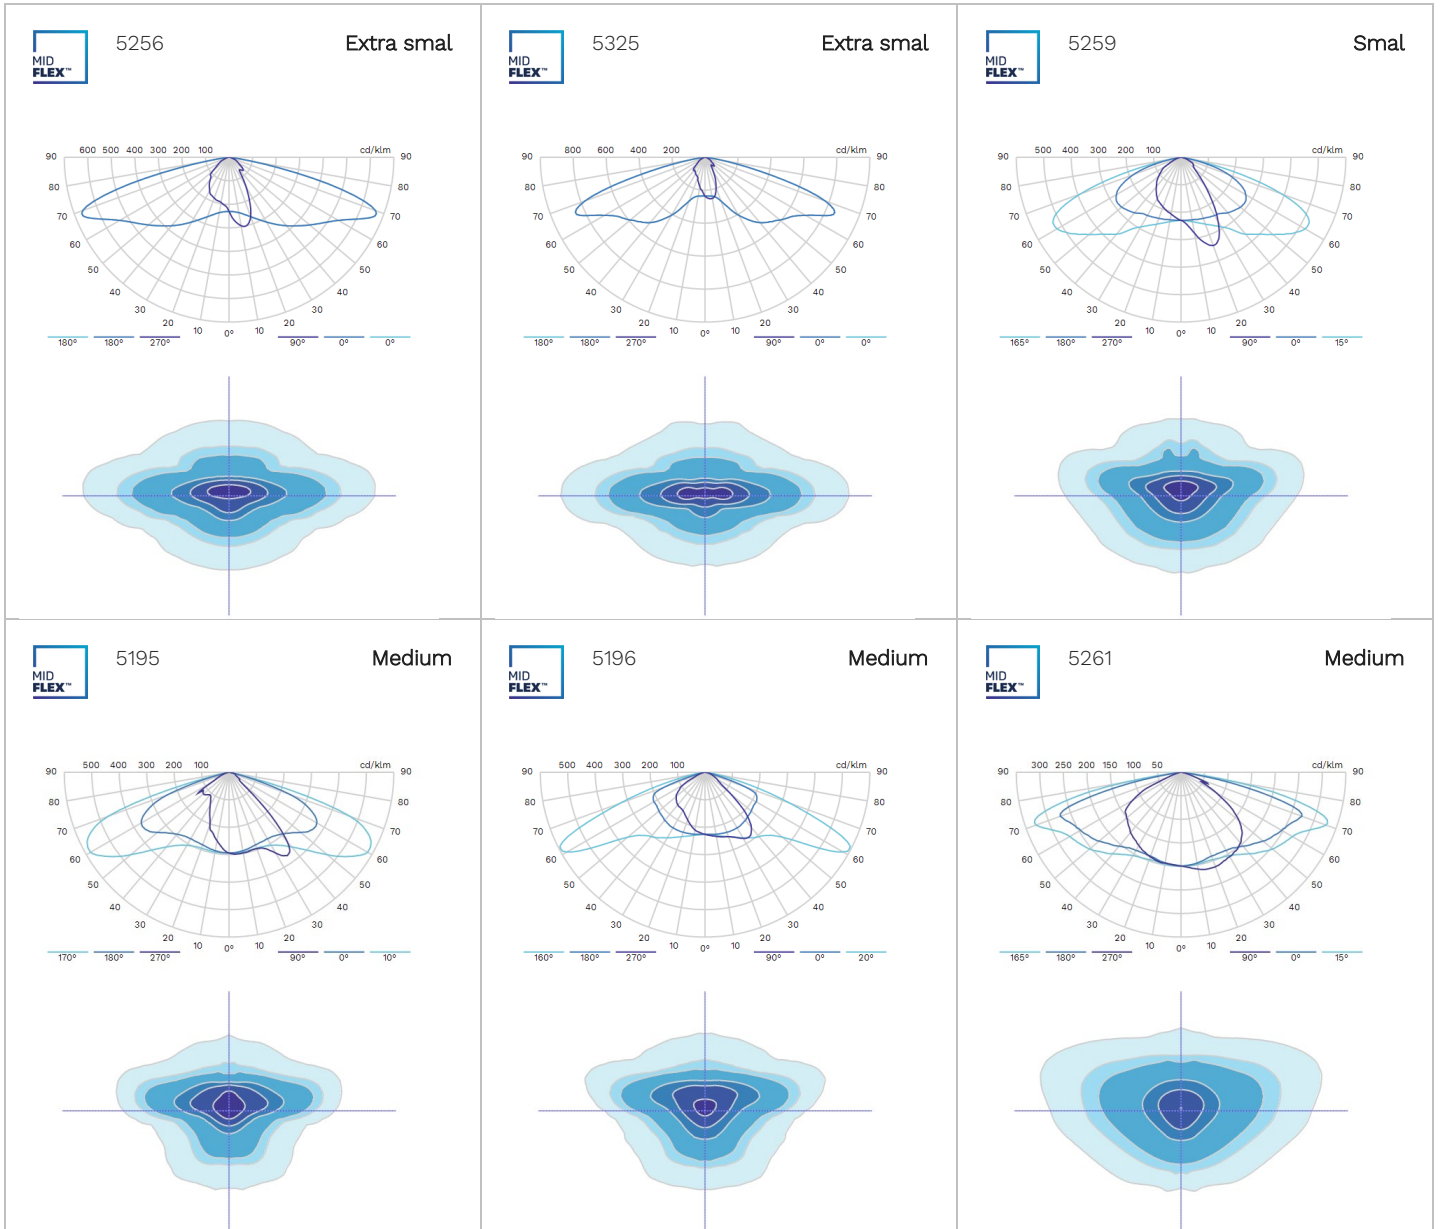 MID
FLEX™
5256
Extra smal
600 500 400 300 200 100 cd/klm
90 90
80 80
70 70
60 60
50 50
40 40
30 30
20 20
10 0° 10
180° 180° 270° 90° 0° 0°
MID
FLEX™
5325
Extra smal
800 600 400 200 cd/klm
90 90
80 80
70 70
60 60
50 50
40 40
30 30
20 20
10 0° 10
180° 180° 270° 90° 0° 0°
MID
FLEX™
5259
Smal
500 400 300 200 100 cd/klm
90 90
80 80
70 70
60 60
50 50
40 40
30 30
20 20
10 0° 10
165° 180° 270° 90° 0° 15°
MID
FLEX™
5195
Medium
500 400 300 200 100 cd/klm
90 90
80 80
70 70
60 60
50 50
40 40
30 30
20 20
10 0° 10
170° 180° 270° 90° 0° 10°
MID
FLEX™
5196
Medium
500 400 300 200 100 cd/klm
90 90
80 80
70 70
60 60
50 50
40 40
30 30
20 20
10 0° 10
160° 180° 270° 90° 0° 20°
MID
FLEX™
5261
Medium
300 250 200 150 100 50 cd/klm
90 90
80 80
70 70
60 60
50 50
40 40
30 30
20 20
10 0° 10
165° 180° 270° 90° 0° 15°